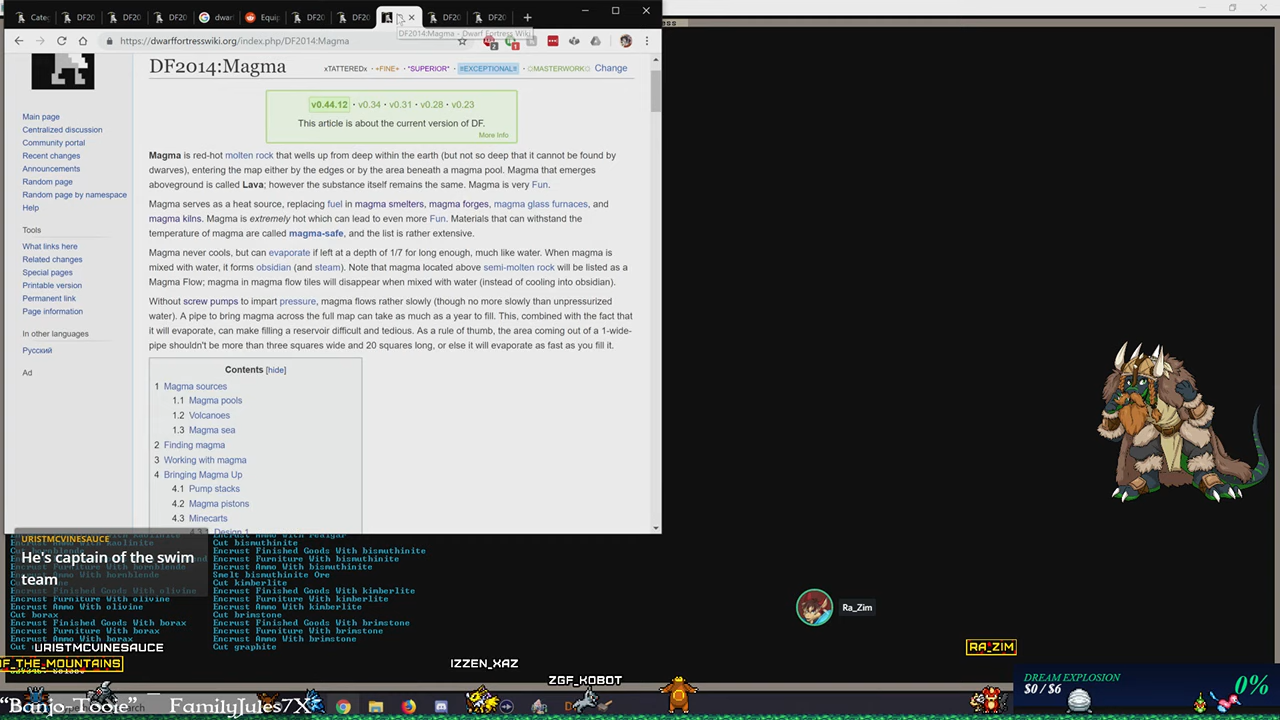 DF20
DF20
DF20
dwarf
Equip
DF20
DF20
DF20
DF20
https://dwarffortresswiki.org/index.php/DF2014:Magma
DF2014:Magma - Dwarf Fortress Wiki
DF2014:Magma
xTATTEREDx · +FINE+ · *SUPERIOR* · ≡EXCEPTIONAL≡ · ☼MASTERWORK☼ Change
v0.44.12 · v0.34 · v0.31 · v0.28 · v0.23
This article is about the current version of DF.
More Info
Main page
Centralized discussion
Community portal
Recent changes
Announcements
Random page
Random page by namespace
Help
Tools
What links here
Related changes
Special pages
Printable version
Permanent link
Page information
In other languages
Русский
Ad
Magma is red-hot molten rock that wells up from deep within the earth (but not so deep that it cannot be found by
dwarves), entering the map either by the edges or by the area beneath a magma pool. Magma that emerges
aboveground is called Lava; however the substance itself remains the same. Magma is very Fun.
Magma serves as a heat source, replacing fuel in magma smelters, magma forges, magma glass furnaces, and
magma kilns. Magma is extremely hot which can lead to even more Fun. Materials that can withstand the
temperature of magma are called magma-safe, and the list is rather extensive.
Magma never cools, but can evaporate if left at a depth of 1/7 for long enough, much like water. When magma is
mixed with water, it forms obsidian (and steam). Note that magma located above semi-molten rock will be listed as a
Magma Flow; magma in magma flow tiles will disappear when mixed with water (instead of cooling into obsidian).
Without screw pumps to impart pressure, magma flows rather slowly (though no more slowly than unpressurized
water). A pipe to bring magma across the full map can take as much as a year to fill. This, combined with the fact that
it will evaporate, can make filling a reservoir difficult and tedious. As a rule of thumb, the area coming out of a 1-wide-
pipe shouldn't be more than three squares wide and 20 squares long, or else it will evaporate as fast as you fill it.
Contents [hide]
1 Magma sources
1.1 Magma pools
1.2 Volcanoes
1.3 Magma sea
2 Finding magma
3 Working with magma
4 Bringing Magma Up
4.1 Pump stacks
4.2 Magma pistons
4.3 Minecarts
4.3.1 Design 1
URISTMCVINESAUCE
He's captain of the swim
team
Encrust Furniture With olivine
Encrust Ammo With olivine
Cut borax
Encrust Finished Goods With borax
Encrust Furniture With borax
Encrust Ammo With borax
Cut bismuthinite
Encrust Finished Goods With bismuthinite
Encrust Furniture With bismuthinite
Encrust Ammo With bismuthinite
Smelt bismuthinite Ore
Cut kimberlite
Encrust Finished Goods With kimberlite
Encrust Furniture With kimberlite
Encrust Ammo With kimberlite
Cut brimstone
Encrust Finished Goods With brimstone
Encrust Furniture With brimstone
Encrust Ammo With brimstone
Cut graphite
URISTMCVINESAUCE
OF_THE_MOUNTAINS
IZZEN_XAZ
ZGF_KOBOT
Ra_Zim
RA_ZIM
"Banjo-Tooie" - FamilyJules7X
DREAM EXPLOSION
$0 / $6
0%